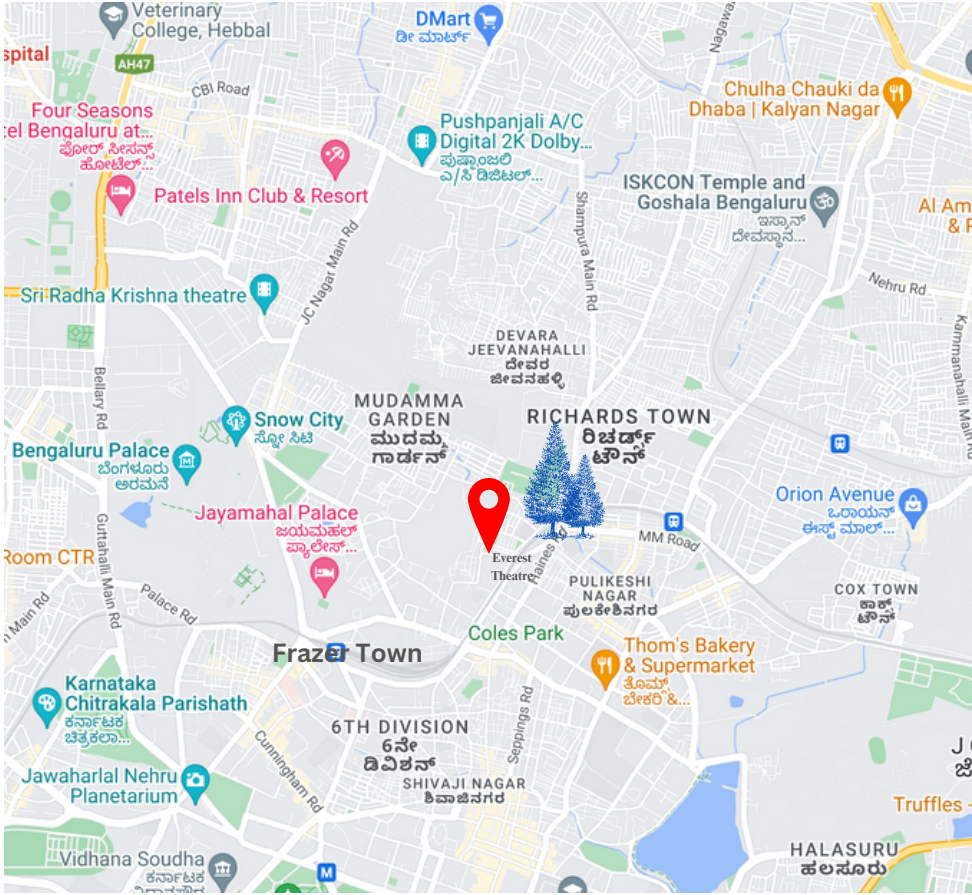 Veterinary
College, Hebbal
DMart
ಡೀ ಮಾರ್ಟ್
Nagawa
spital
AH47
CBI Road
Chulha Chauki da
Dhaba | Kalyan Nagar
Four Seasons
tel Bengaluru at...
ಫೋರ್ ಸೀಸನ್ಸ್
ಹೋಟೆಲ್...
Pushpanjali A/C
Digital 2K Dolby...
ಪುಷ್ಪಾಂಜಲಿ
ಎ/ಸಿ ಡಿಜಿಟಲ್...
Patels Inn Club & Resort
ISKCON Temple and
Goshala Bengaluru
ಇಸ್ಕಾನ್
ದೇವಸ್ಥಾನ...
Al Am
& R
Shampura Main Rd
JC Nagar Main Rd
Sri Radha Krishna theatre
Nehru Rd
Kammanahalli Main Rd
DEVARA
JEEVANAHALLI
ದೇವರ
ಜೀವನಹಳ್ಳಿ
Bellary Rd
MUDAMMA
GARDEN
ಮುದಮ್ಮ
ಗಾರ್ಡನ್
RICHARDS TOWN
ರಿಚರ್ಡ್ಸ್
ಟೌನ್
Snow City
ಸ್ನೋ ಸಿಟಿ
Bengaluru Palace
ಬೆಂಗಳೂರು
ಅರಮನೆ
Orion Avenue
ಒರಾಯನ್
ಈಸ್ಟ್ ಮಾಲ್...
Jayamahal Palace
ಜಯಮಹಲ್
ಪ್ಯಾಲೇಸ್...
Guttahalli Main Rd
MM Road
Haines Rd
Everest
Theatre
Room CTR
PULIKESHI
NAGAR
ಪುಲಕೇಶಿನಗರ
COX TOWN
ಕಾಕ್ಸ್
ಟೌನ್
n Main Rd
Palace Rd
Coles Park
Frazer Town
Thom's Bakery
& Supermarket
ಥೊಮ್ಸ್
ಬೇಕರಿ &...
Karnataka
Chitrakala Parishath
ಕರ್ನಾಟಕ
ಚಿತ್ರಕಲಾ...
Seppings Rd
6TH DIVISION
6ನೇ
ಡಿವಿಶನ್
Cunningham Rd
J C
ಜೆ
Jawaharlal Nehru
Planetarium
SHIVAJI NAGAR
ಶಿವಾಜಿನಗರ
Truffles -
Vidhana Soudha
ಕರ್ನಾಟಕ
M
HALASURU
ಹಲಸೂರು